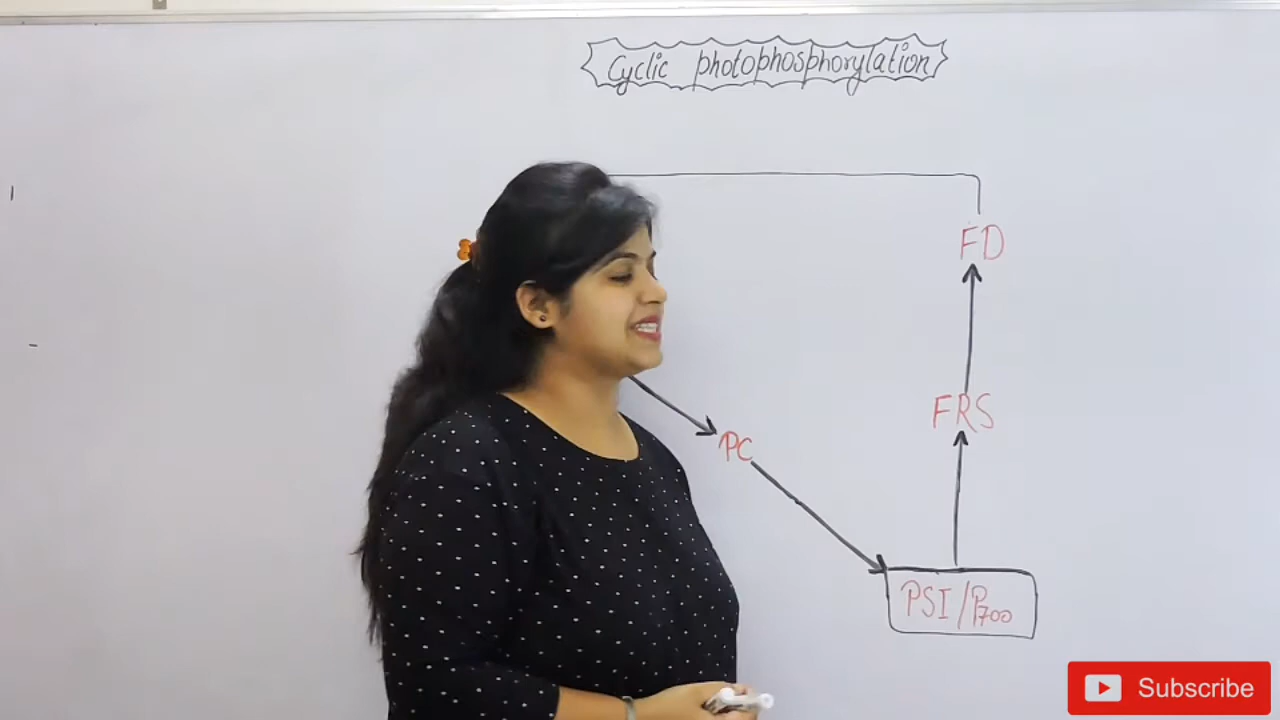 Cyclic photophosphorylation
FD
FRS
PC
PSI/P700
Subscribe